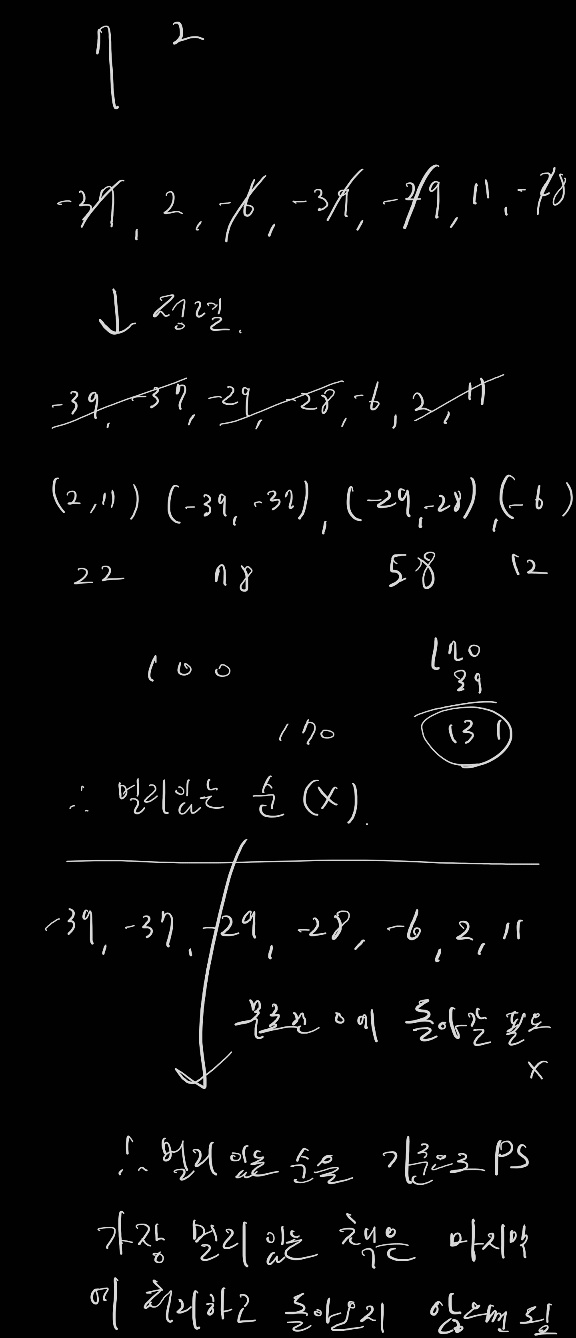 7 2
-37, 2, -6, -39, -29, 11, -28
↓ 정렬.
-39, -37, -29, -28, -6, 2, 11
(2,11) (-39, -37), (-29,-28), (-6)
22 78 58 12
100 170
39
170 131
∴ 멀리있는 순 (X).
-39, -37, -29, -28, -6, 2, 11
무조건 0에 돌아갈 필요
X
∴ 멀리 있는 순을 기준으로 PS
가장 멀리 있는 책은 마지막
에 처리하고 돌아오지 않으면 됨